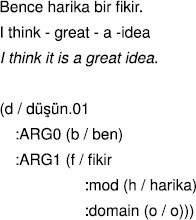 Bence harika bir fikir.
I think - great - a -idea
I think it is a great idea.
(d / düşün.01
:ARG0 (b / ben)
:ARG1 (f / fikir
:mod (h / harika)
:domain (o / o)))